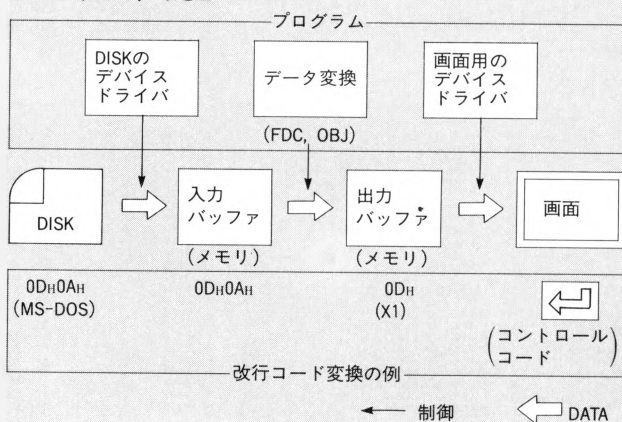 プログラム
DISKの
デバイス
ドライバ
データ変換
(FDC, OBJ)
画面用の
デバイス
ドライバ
DISK
入力
バッファ
(メモリ)
出力
バッファ
(メモリ)
画面
0DH0AH
(MS-DOS)
0DH0AH
0DH
(X1)
(コントロール
コード)
改行コード変換の例
制御
DATA